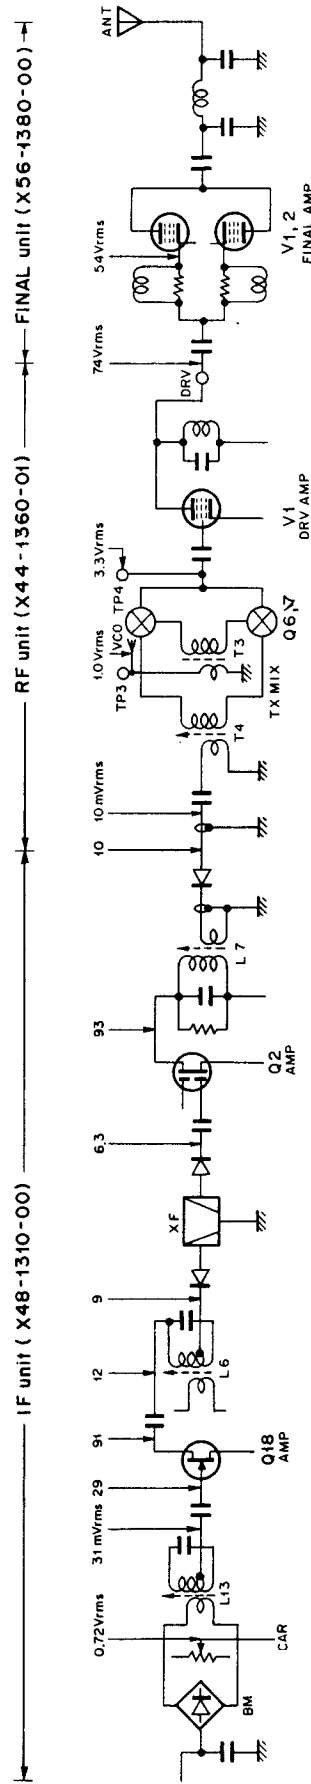 IF unit (X48-1310-00)
RF unit (X44-1360-01)
FINAL unit (X56-1380-00)
0.72Vrms
31mVrms
29
91
12
9
6.3
93
10
10mVrms
1.0Vrms
3.3Vrms
74Vrms
54Vrms
ANT
BM
CAR
L13
Q18
AMP
L6
XF
Q2
AMP
L7
T4
TX MIX
T3
TP3
VCO
TP4
Q6,7
V1
DRV AMP
DRV
V1,2
FINAL AMP